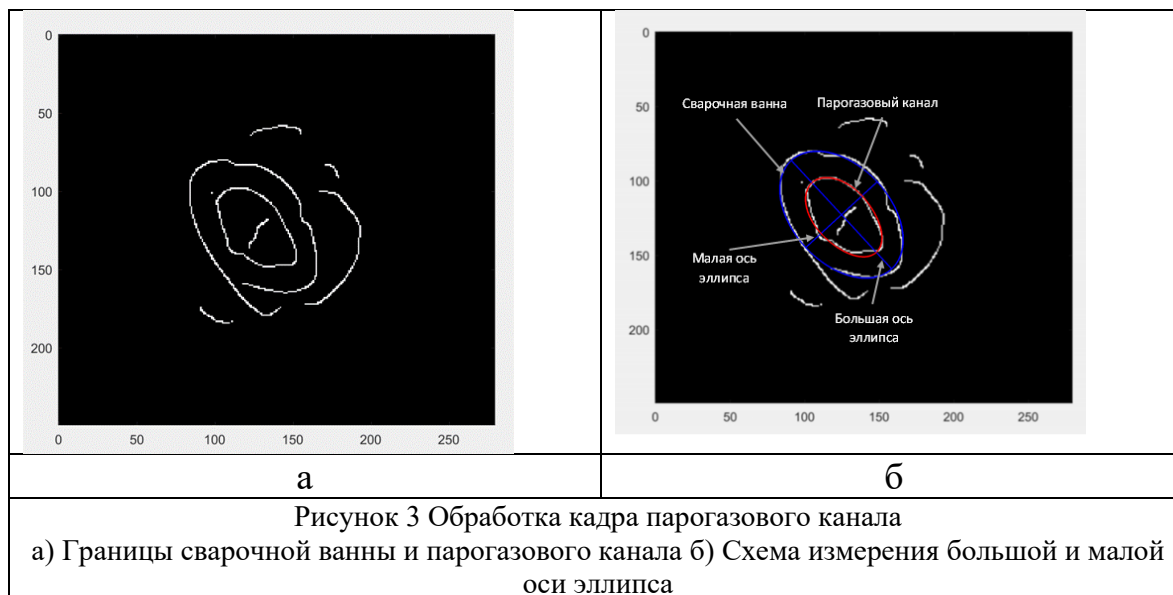 0
50
100
150
200
0
50
100
150
200
250
0
50
100
150
200
0
50
100
150
200
250
Сварочная ванна
Парогазовый канал
Малая ось
эллипса
Большая ось
эллипса
а
б
Рисунок 3 Обработка кадра парогазового канала
а) Границы сварочной ванны и парогазового канала б) Схема измерения большой и малой
оси эллипса